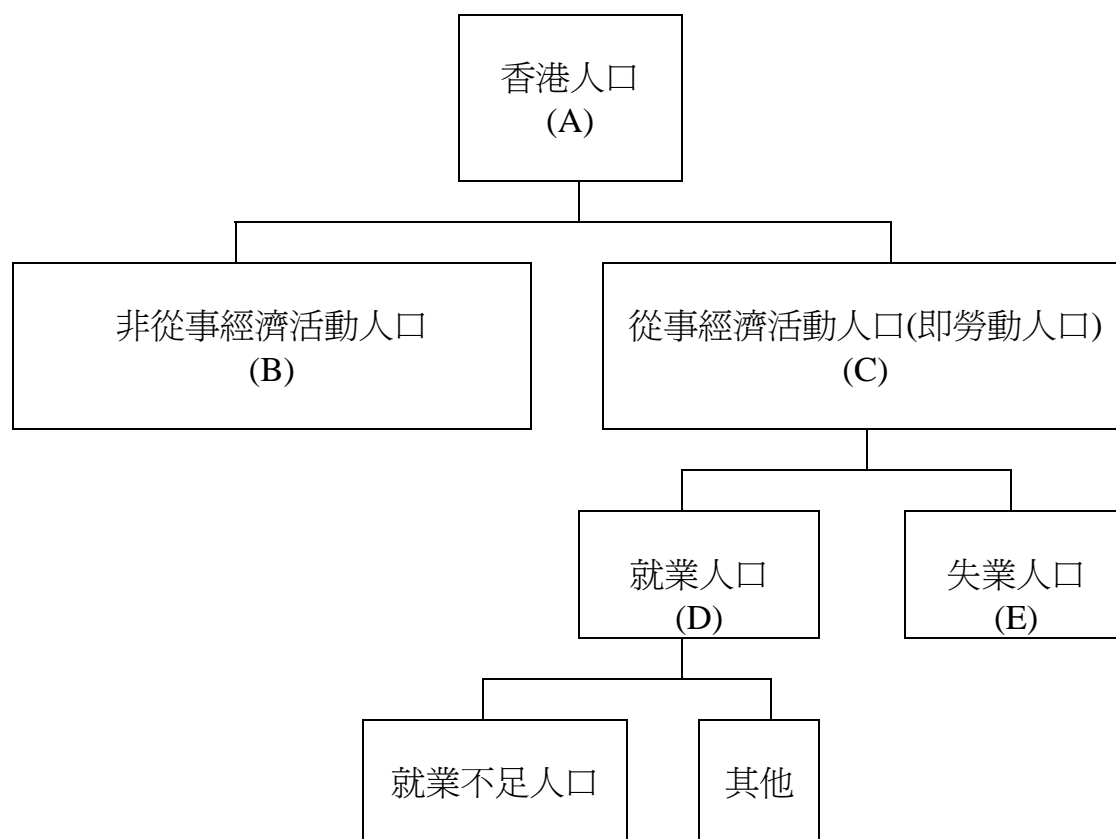 香港人口
(A)
非從事經濟活動人口
(B)
從事經濟活動人口(即勞動人口)
(C)
就業人口
(D)
失業人口
(E)
就業不足人口
其他